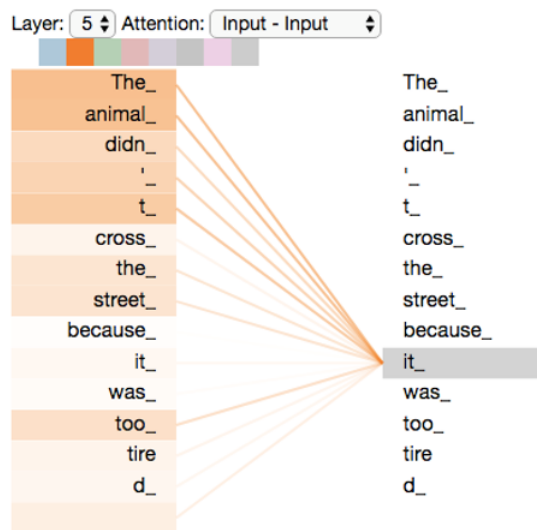 Layer: 5 Attention: Input - Input
The_ The_
animal_ animal_
didn_ didn_
'_ '_
t_ t_
cross_ cross_
the_ the_
street_ street_
because_ because_
it_ it_
was_ was_
too_ too_
tire tire
d_ d_